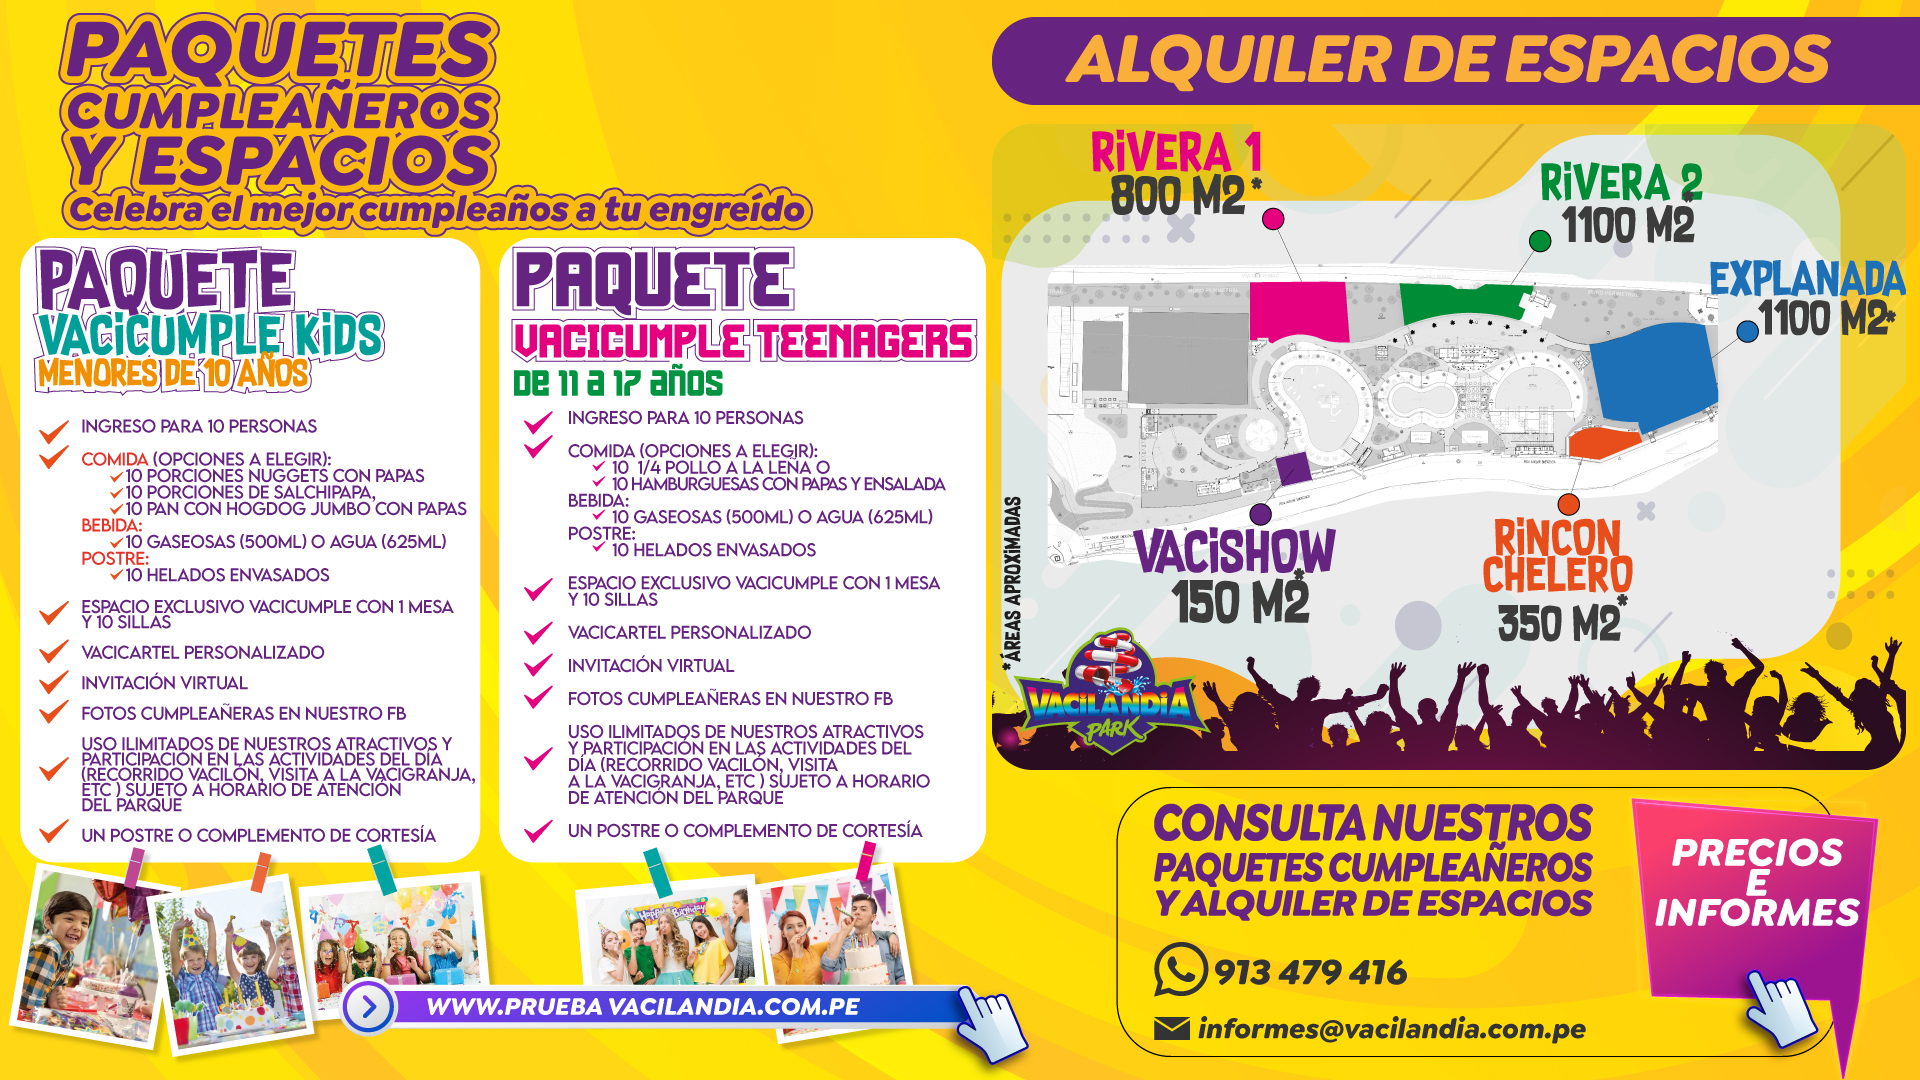 PAQUETES
CUMPLEAÑEROS
Y ESPACIOS
Celebra el mejor cumpleaños a tu engreído
PAQUETE
VACiCUMPLE KiDS
MENORES DE 10 AÑOS
INGRESO PARA 10 PERSONAS
COMIDA (OPCIONES A ELEGIR):
10 PORCIONES NUGGETS CON PAPAS
10 PORCIONES DE SALCHIPAPA,
10 PAN CON HOGDOG JUMBO CON PAPAS
BEBIDA:
10 GASEOSAS (500ML) O AGUA (625ML)
POSTRE:
10 HELADOS ENVASADOS
ESPACIO EXCLUSIVO VACICUMPLE CON 1 MESA
Y 10 SILLAS
VACICARTEL PERSONALIZADO
INVITACIÓN VIRTUAL
FOTOS CUMPLEAÑERAS EN NUESTRO FB
USO ILIMITADOS DE NUESTROS ATRACTIVOS Y
PARTICIPACIÓN EN LAS ACTIVIDADES DEL DÍA
(RECORRIDO VACILÓN, VISITA A LA VACIGRANJA,
ETC ) SUJETO A HORARIO DE ATENCIÓN
DEL PARQUE
UN POSTRE O COMPLEMENTO DE CORTESÍA
PAQUETE
VACICUMPLE TEENAGERS
DE 11 a 17 años
INGRESO PARA 10 PERSONAS
COMIDA (OPCIONES A ELEGIR):
10 1/4 POLLO A LA LEÑA O
10 HAMBURGUESAS CON PAPAS Y ENSALADA
BEBIDA:
10 GASEOSAS (500ML) O AGUA (625ML)
POSTRE:
10 HELADOS ENVASADOS
ESPACIO EXCLUSIVO VACICUMPLE CON 1 MESA
Y 10 SILLAS
VACICARTEL PERSONALIZADO
INVITACIÓN VIRTUAL
FOTOS CUMPLEAÑERAS EN NUESTRO FB
USO ILIMITADOS DE NUESTROS ATRACTIVOS
Y PARTICIPACIÓN EN LAS ACTIVIDADES DEL
DÍA (RECORRIDO VACILÓN, VISITA
A LA VACIGRANJA, ETC ) SUJETO A HORARIO
DE ATENCIÓN DEL PARQUE
UN POSTRE O COMPLEMENTO DE CORTESÍA
Happy Birthday
WWW.PRUEBA VACILANDIA.COM.PE
ALQUILER DE ESPACIOS
RiVERA 1
800 M2*
RiVERA 2
1100 M2*
EXPLANADA
1100 M2*
VACiSHOW
150 M2*
RiNCON
CHELERO
350 M2*
*ÁREAS APROXiMADAS
VACiLANDiA
PARK
CONSULTA NUESTROS
PAQUETES CUMPLEAÑEROS
Y ALQUILER DE ESPACIOS
913 479 416
informes@vacilandia.com.pe
PRECIOS
E
INFORMES